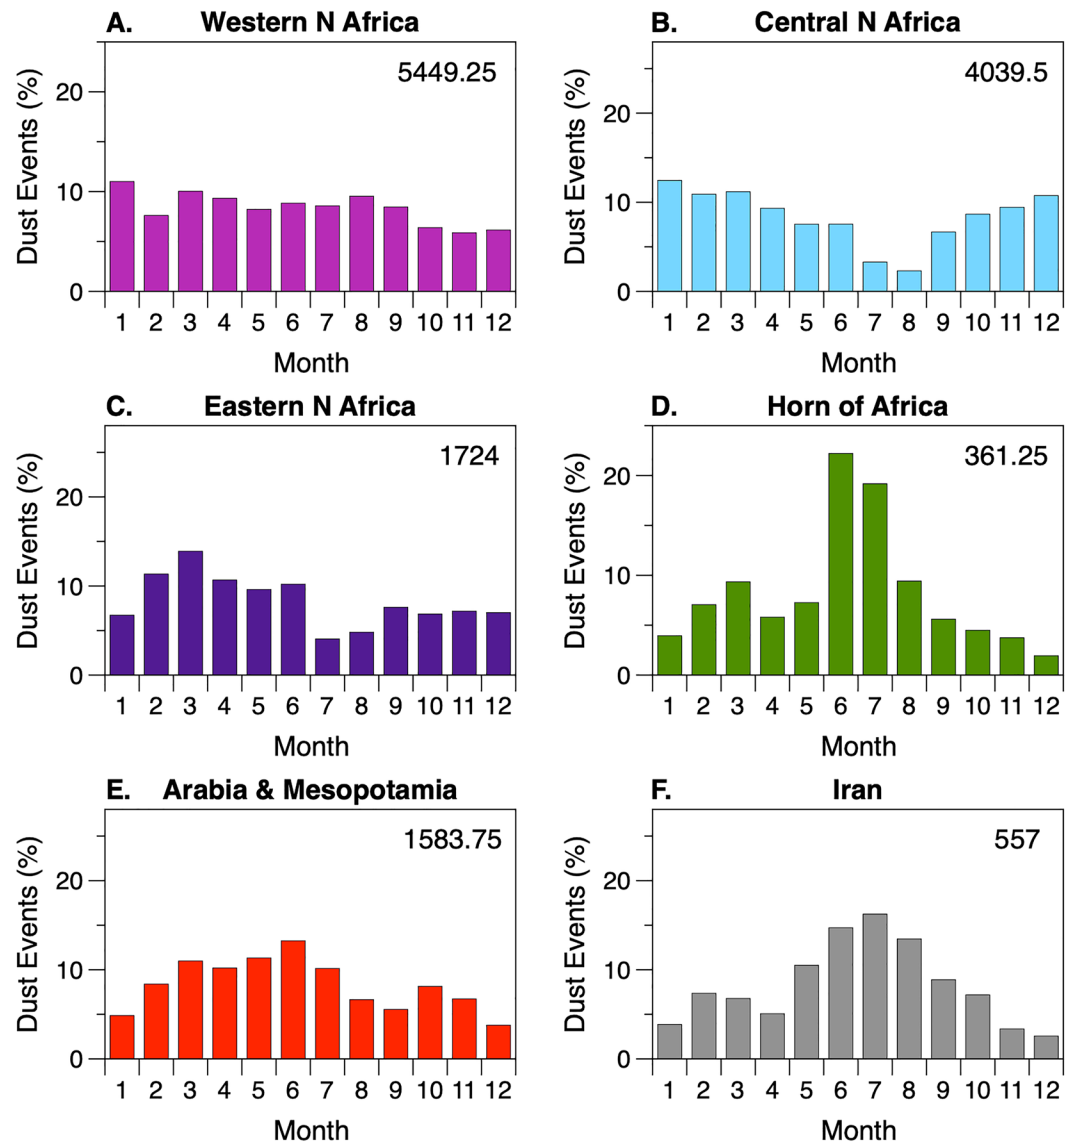 A. Western N Africa
5449.25
Dust Events (%)
20
10
0
1 2 3 4 5 6 7 8 9 10 11 12
Month
B. Central N Africa
4039.5
Dust Events (%)
20
10
0
1 2 3 4 5 6 7 8 9 10 11 12
Month
C. Eastern N Africa
1724
Dust Events (%)
20
10
0
1 2 3 4 5 6 7 8 9 10 11 12
Month
D. Horn of Africa
361.25
Dust Events (%)
20
10
0
1 2 3 4 5 6 7 8 9 10 11 12
Month
E. Arabia & Mesopotamia
1583.75
Dust Events (%)
20
10
0
1 2 3 4 5 6 7 8 9 10 11 12
Month
F. Iran
557
Dust Events (%)
20
10
0
1 2 3 4 5 6 7 8 9 10 11 12
Month